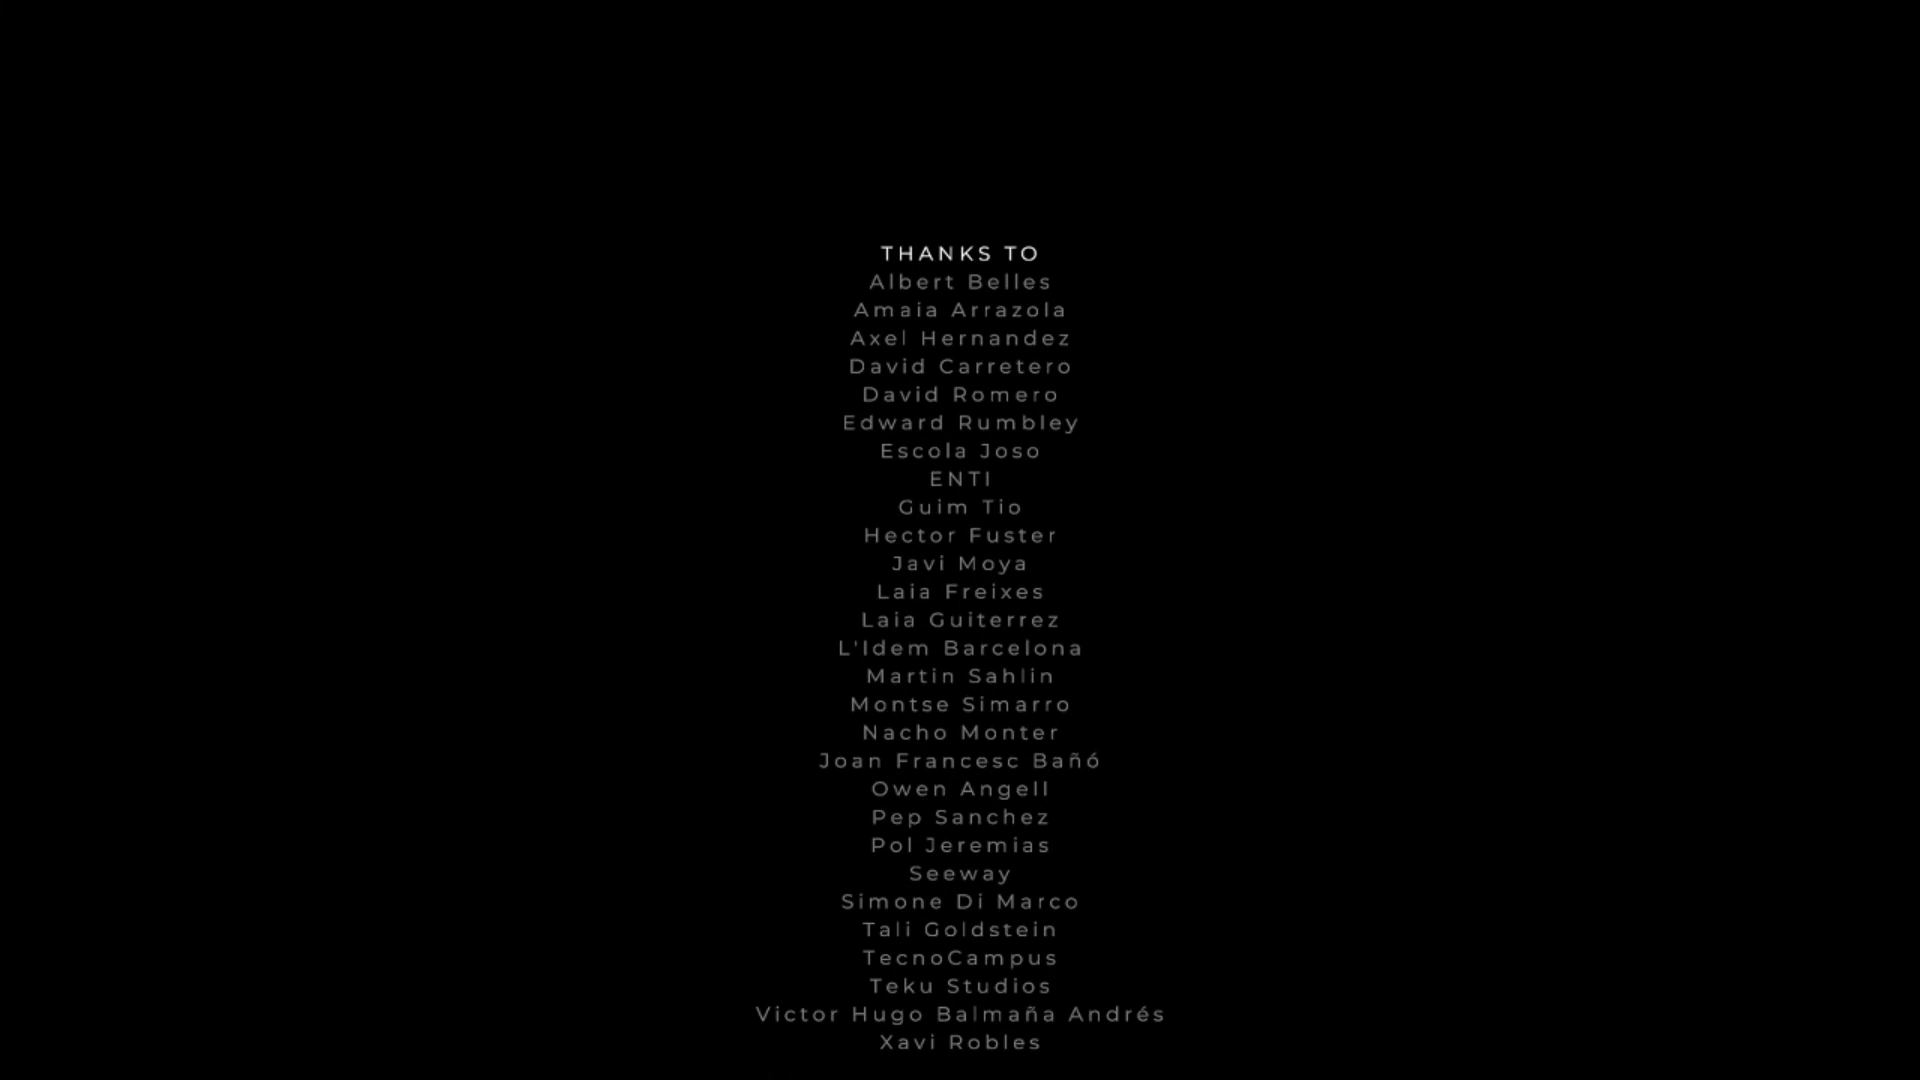 THANKS TO
Albert Belles
Amaia Arrazola
Axel Hernandez
David Carretero
David Romero
Edward Rumbley
Escola Joso
ENTI
Guim Tio
Hector Fuster
Javi Moya
Laia Freixes
Laia Guiterrez
L'Idem Barcelona
Martin Sahlin
Montse Simarro
Nacho Monter
Joan Francesc Bañó
Owen Angell
Pep Sanchez
Pol Jeremias
Seeway
Simone Di Marco
Tali Goldstein
TecnoCampus
Teku Studios
Victor Hugo Balmaña Andrés
Xavi Robles